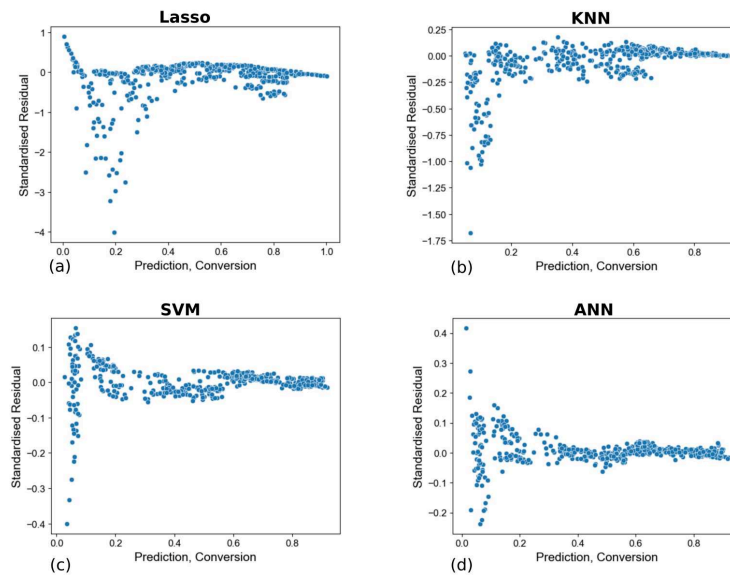 Lasso
1
0
−1
−2
−3
−4
Standardised Residual
0.0 0.2 0.4 0.6 0.8 1.0
Prediction, Conversion
(a)
KNN
0.25
0.00
−0.25
−0.50
−0.75
−1.00
−1.25
−1.50
−1.75
Standardised Residual
0.2 0.4 0.6 0.8
Prediction, Conversion
(b)
SVM
0.1
0.0
−0.1
−0.2
−0.3
−0.4
Standardised Residual
0.0 0.2 0.4 0.6 0.8
Prediction, Conversion
(c)
ANN
0.4
0.3
0.2
0.1
0.0
−0.1
−0.2
Standardised Residual
0.0 0.2 0.4 0.6 0.8
Prediction, Conversion
(d)